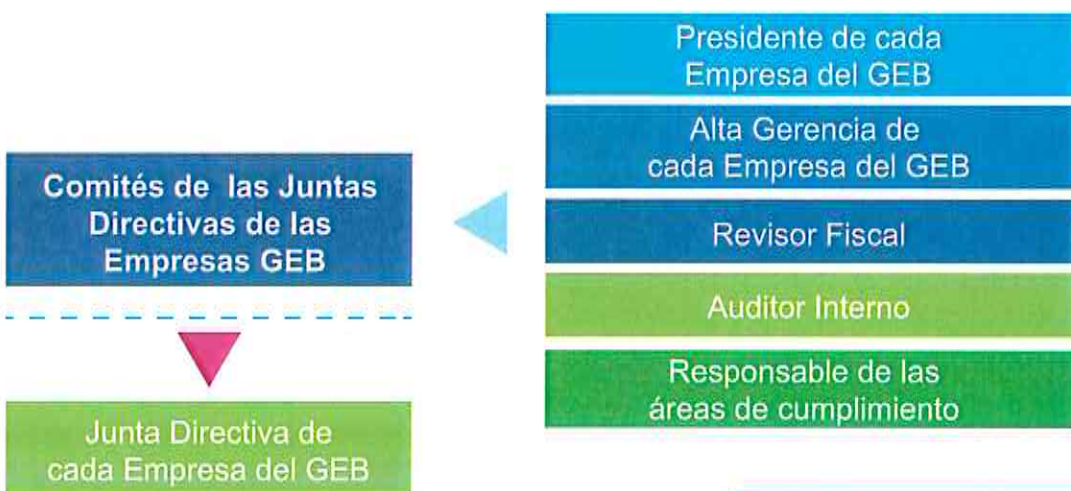 Comités de las Juntas
Directivas de las
Empresas GEB
Junta Directiva de
cada Empresa del GEB
Presidente de cada
Empresa del GEB
Alta Gerencia de
cada Empresa del GEB
Revisor Fiscal
Auditor Interno
Responsable de las
áreas de cumplimiento